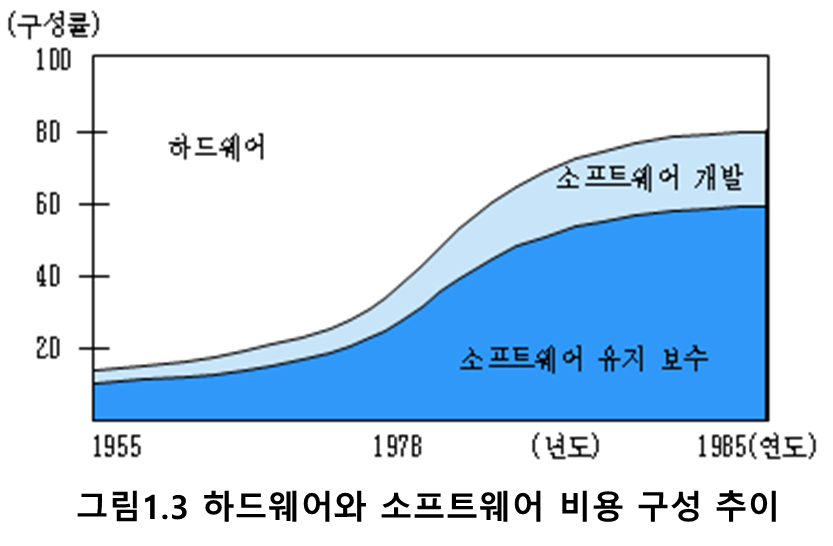 (구성률)
100
80
하드웨어
소프트웨어 개발
60
40
20
소프트웨어 유지 보수
1955 1978 (년도) 1985(연도)
그림1.3 하드웨어와 소프트웨어 비용 구성 추이